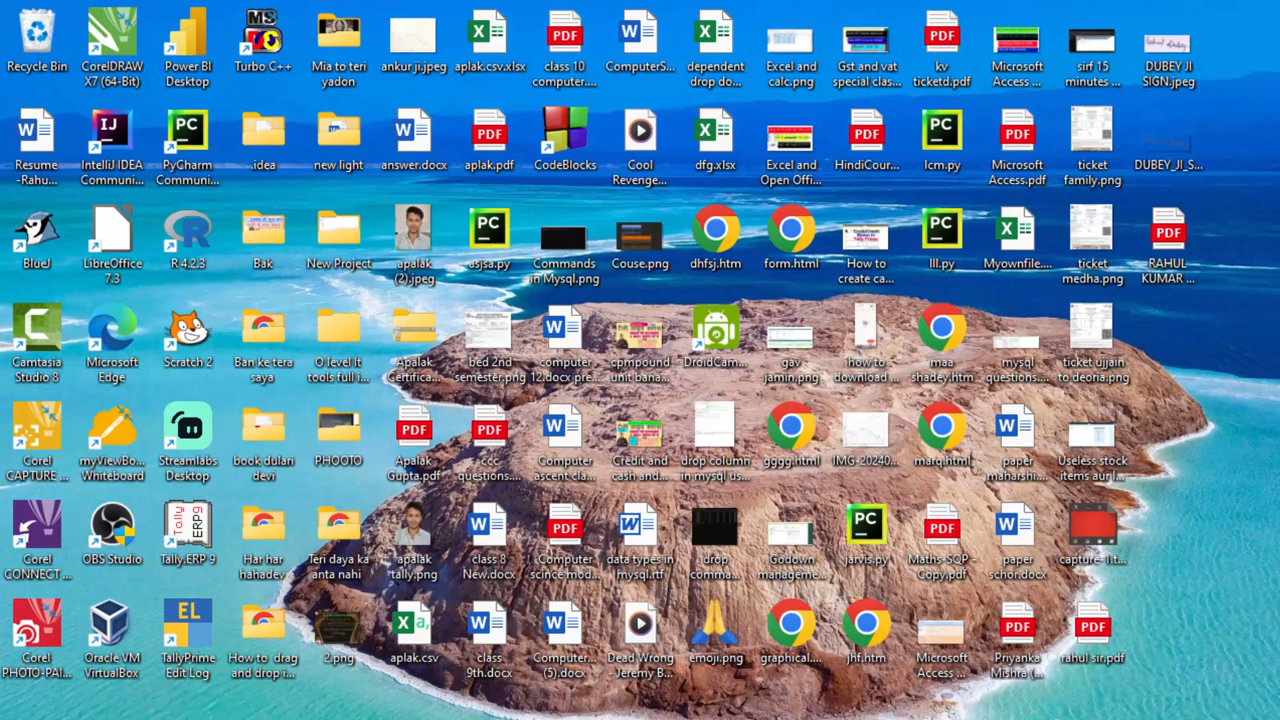 Recycle Bin
CorelDRAW
X7 (64-Bit)
Power BI
Desktop
Turbo C++
Mia to teri
yadon
ankur ji.jpeg
aplak.csv.xlsx
class 10
computer....
ComputerS...
dependent
drop do...
Excel and
calc.png
Gst and vat
special clas...
kv
ticketd.pdf
Microsoft
Access ...
sirf 15
minutes ...
DUBEY JI
SIGN.jpeg
Resume
-Rahu...
IntelliJ IDEA
Communi...
PyCharm
Communi...
.idea
new light
answer.docx
aplak.pdf
CodeBlocks
Cool
Revenge...
dfg.xlsx
Excel and
Open Offi...
HindiCour...
lcm.py
Microsoft
Access.pdf
ticket
family.png
DUBEY_JI_S...
BlueJ
LibreOffice
7.3
R 4.2.3
Bak
New Project
apalak
(2).jpeg
asjsa.py
Commands
in Mysql.png
Couse.png
dhfsj.htm
form.html
How to
create ca...
lll.py
Myownfile....
ticket
medha.png
RAHUL
KUMAR ...
Camtasia
Studio 8
Microsoft
Edge
Scratch 2
Ban ke tera
saya
O level It
tools full i...
Apalak
Certifica...
bed 2nd
semester.png
computer
12.docx pre...
cpmpound
unit bana...
DroidCam...
gav
jamin.png
how to
download ...
maa
shadey.htm
mysql
questions....
ticket ujjain
to deoria.png
Corel
CAPTURE ...
myViewBo...
Whiteboard
Streamlabs
Desktop
book dulari
devi
PHOOTO
Apalak
Gupta.pdf
ccc
questions....
Computer
ascent cla...
Credit and
cash and...
drop column
in mysql us...
gggg.html
IMG-20240...
marqi.html
paper
maharshi...
Useless stock
items aur l...
Corel
CONNECT ...
OBS Studio
Tally.ERP 9
Har har
hahadev
Teri daya ka
anta nahi
apalak
tally.png
class 8
New.docx
Computer
scince mod...
data types in
mysql.rtf
drop
comma...
Godown
manageme...
jarvis.py
Maths-SQP -
Copy.pdf
paper
schor.docx
capture-1.t...
Corel
PHOTO-PAI...
Oracle VM
VirtualBox
TallyPrime
Edit Log
How to drag
and drop i...
2.png
aplak.csv
class
9th.docx
Computer...
(5).docx
Dead Wrong
- Jeremy B...
emoji.png
graphical....
jhf.htm
Microsoft
Access ...
Priyanka
Mishra (...
rahul sir.pdf